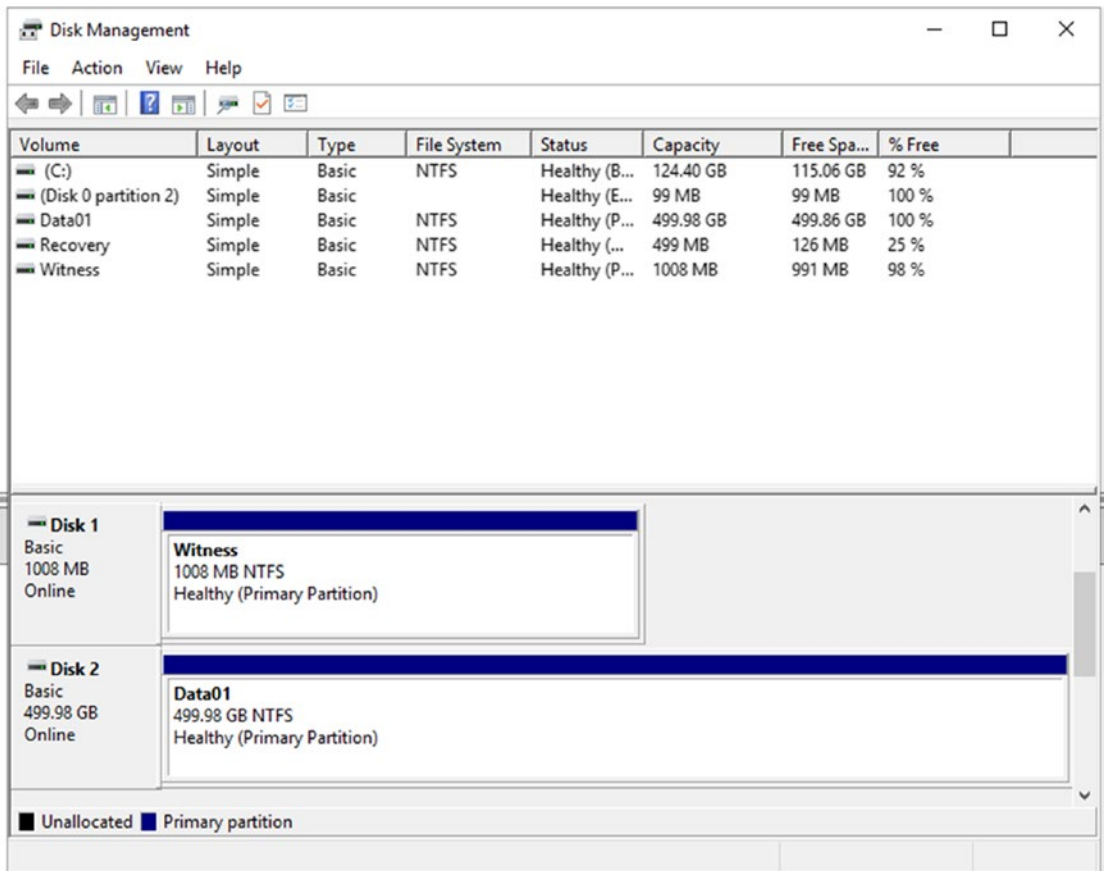 Disk Management
File Action View Help
Volume Layout Type File System Status Capacity Free Spa... % Free
(C:) Simple Basic NTFS Healthy (B... 124.40 GB 115.06 GB 92 %
(Disk 0 partition 2) Simple Basic Healthy (E... 99 MB 99 MB 100 %
Data01 Simple Basic NTFS Healthy (P... 499.98 GB 499.86 GB 100 %
Recovery Simple Basic NTFS Healthy (... 499 MB 126 MB 25 %
Witness Simple Basic NTFS Healthy (P... 1008 MB 991 MB 98 %
Disk 1
Basic
1008 MB
Online
Witness
1008 MB NTFS
Healthy (Primary Partition)
Disk 2
Basic
499.98 GB
Online
Data01
499.98 GB NTFS
Healthy (Primary Partition)
Unallocated Primary partition